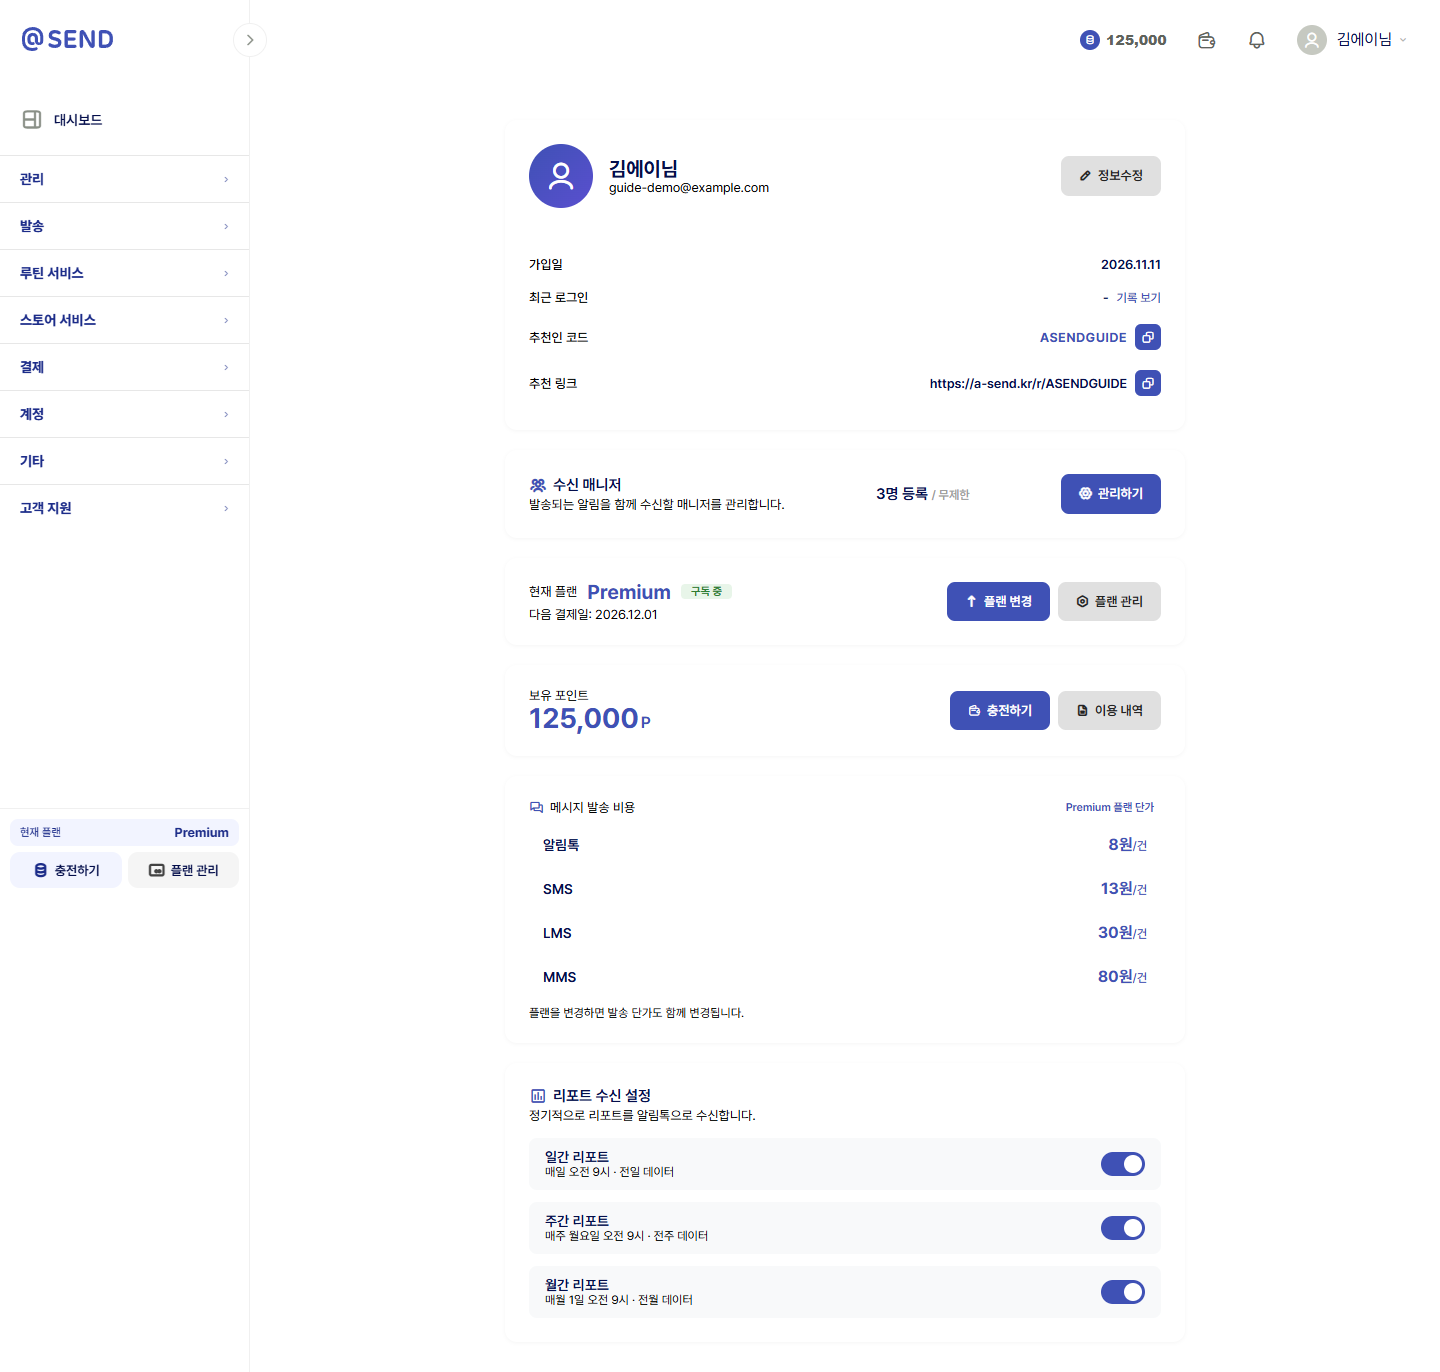 @SEND
125,000
김에이님
대시보드
관리
발송
루틴 서비스
스토어 서비스
결제
계정
기타
고객 지원
현재 플랜 Premium
충전하기 플랜 관리
김에이님
guide-demo@example.com
정보수정
가입일 2026.11.11
최근 로그인 - 기록 보기
추천인 코드 ASENDGUIDE
추천 링크 https://a-send.kr/r/ASENDGUIDE
수신 매니저
발송되는 알림을 함께 수신할 매니저를 관리합니다.
3명 등록 / 무제한
관리하기
현재 플랜 Premium 구독 중
다음 결제일: 2026.12.01
플랜 변경 플랜 관리
보유 포인트
125,000 P
충전하기 이용 내역
메시지 발송 비용 Premium 플랜 단가
알림톡 8원/건
SMS 13원/건
LMS 30원/건
MMS 80원/건
플랜을 변경하면 발송 단가도 함께 변경됩니다.
리포트 수신 설정
정기적으로 리포트를 알림톡으로 수신합니다.
일간 리포트
매일 오전 9시 · 전일 데이터
주간 리포트
매주 월요일 오전 9시 · 전주 데이터
월간 리포트
매월 1일 오전 9시 · 전월 데이터